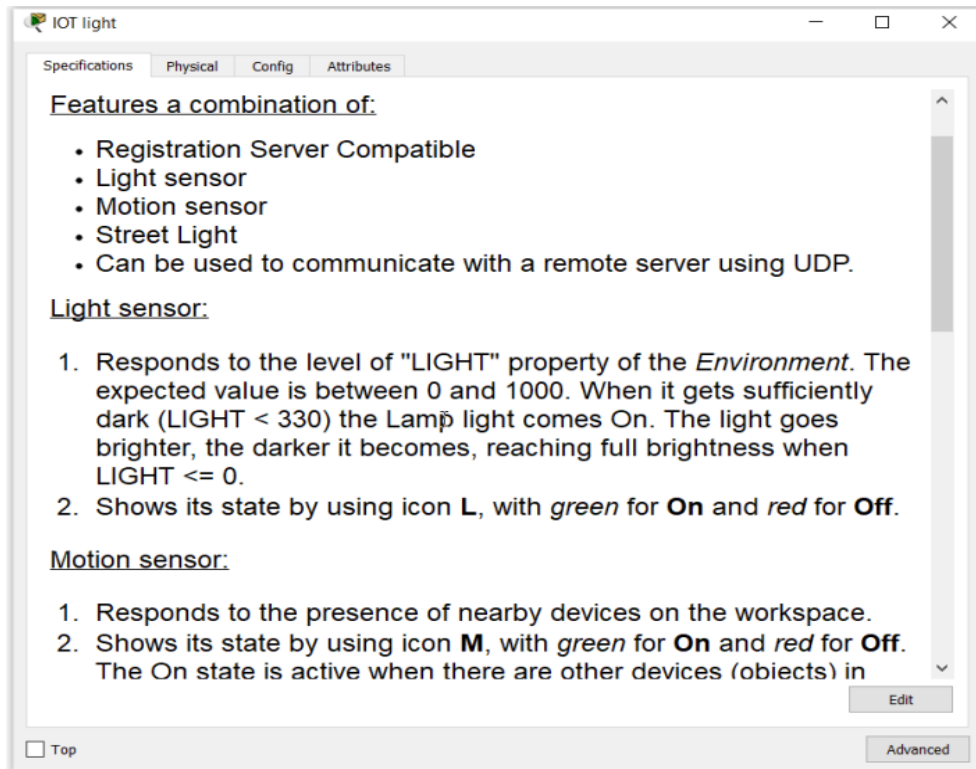 IOT light
Specifications Physical Config Attributes
Features a combination of:
• Registration Server Compatible
• Light sensor
• Motion sensor
• Street Light
• Can be used to communicate with a remote server using UDP.
Light sensor:
1. Responds to the level of "LIGHT" property of the Environment. The
expected value is between 0 and 1000. When it gets sufficiently
dark (LIGHT < 330) the Lamp light comes On. The light goes
brighter, the darker it becomes, reaching full brightness when
LIGHT <= 0.
2. Shows its state by using icon L, with green for On and red for Off.
Motion sensor:
1. Responds to the presence of nearby devices on the workspace.
2. Shows its state by using icon M, with green for On and red for Off.
The On state is active when there are other devices (objects) in
Edit
Top
Advanced